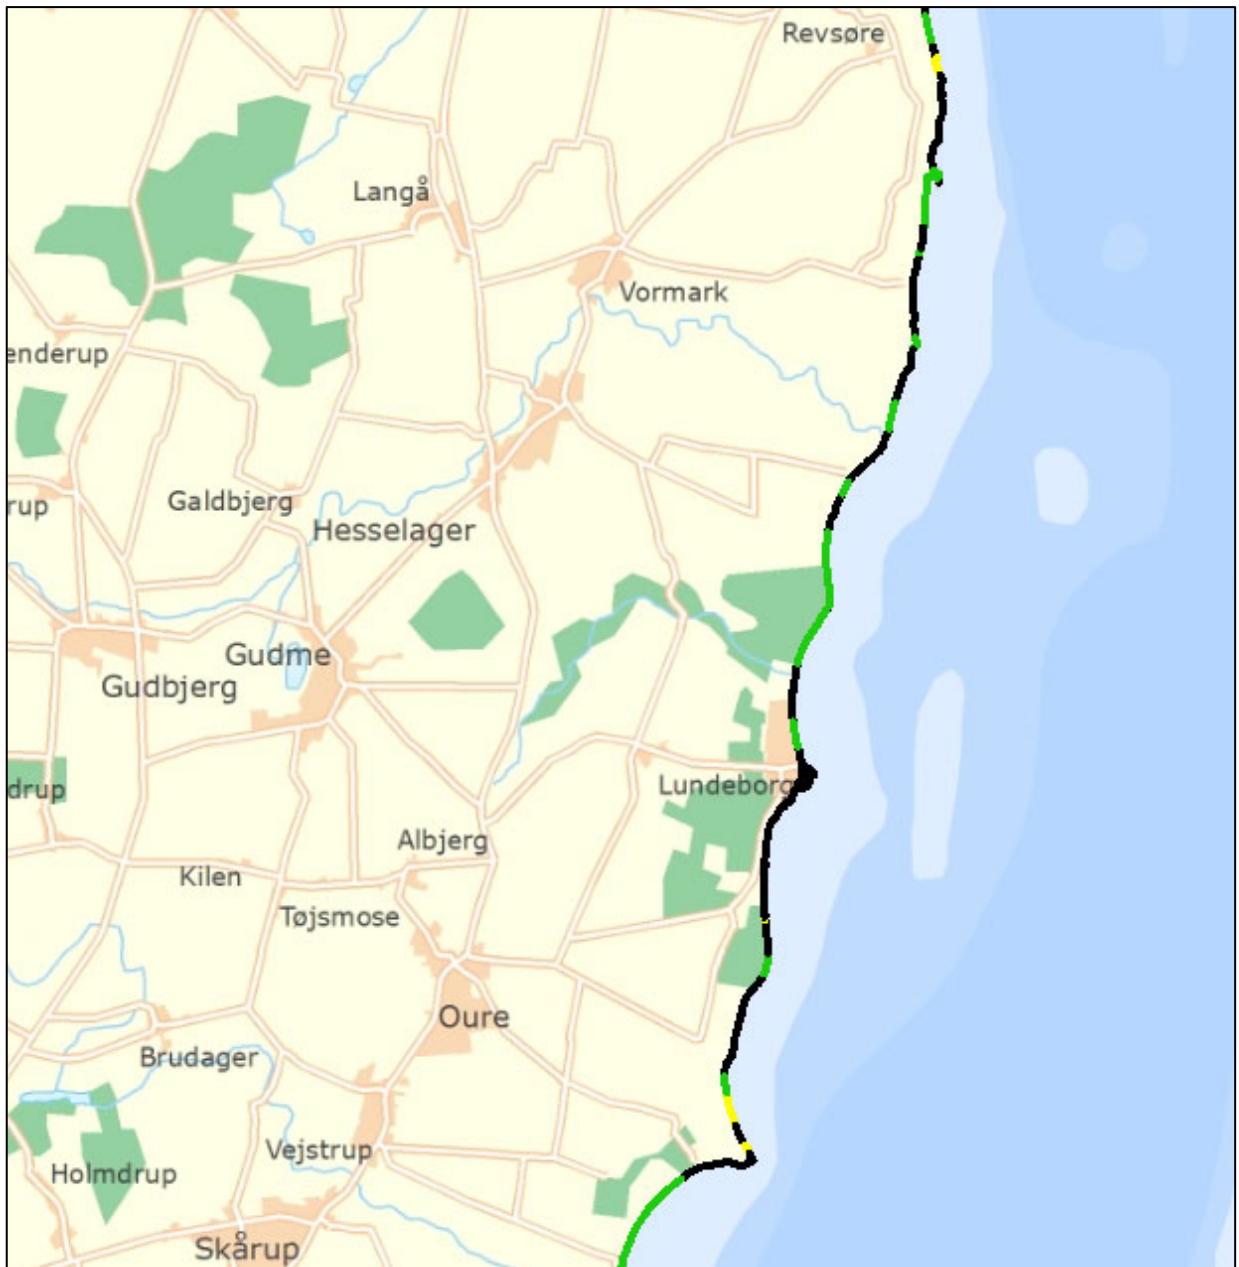 Revsøre
Langå
Vormark
enderup
Galdbjerg
rup
Hesselager
Gudme
Gudbjerg
Lundeborg
drup
Albjerg
Kilen
Tøjsmose
Oure
Brudager
Vejstrup
Holmdrup
Skårup